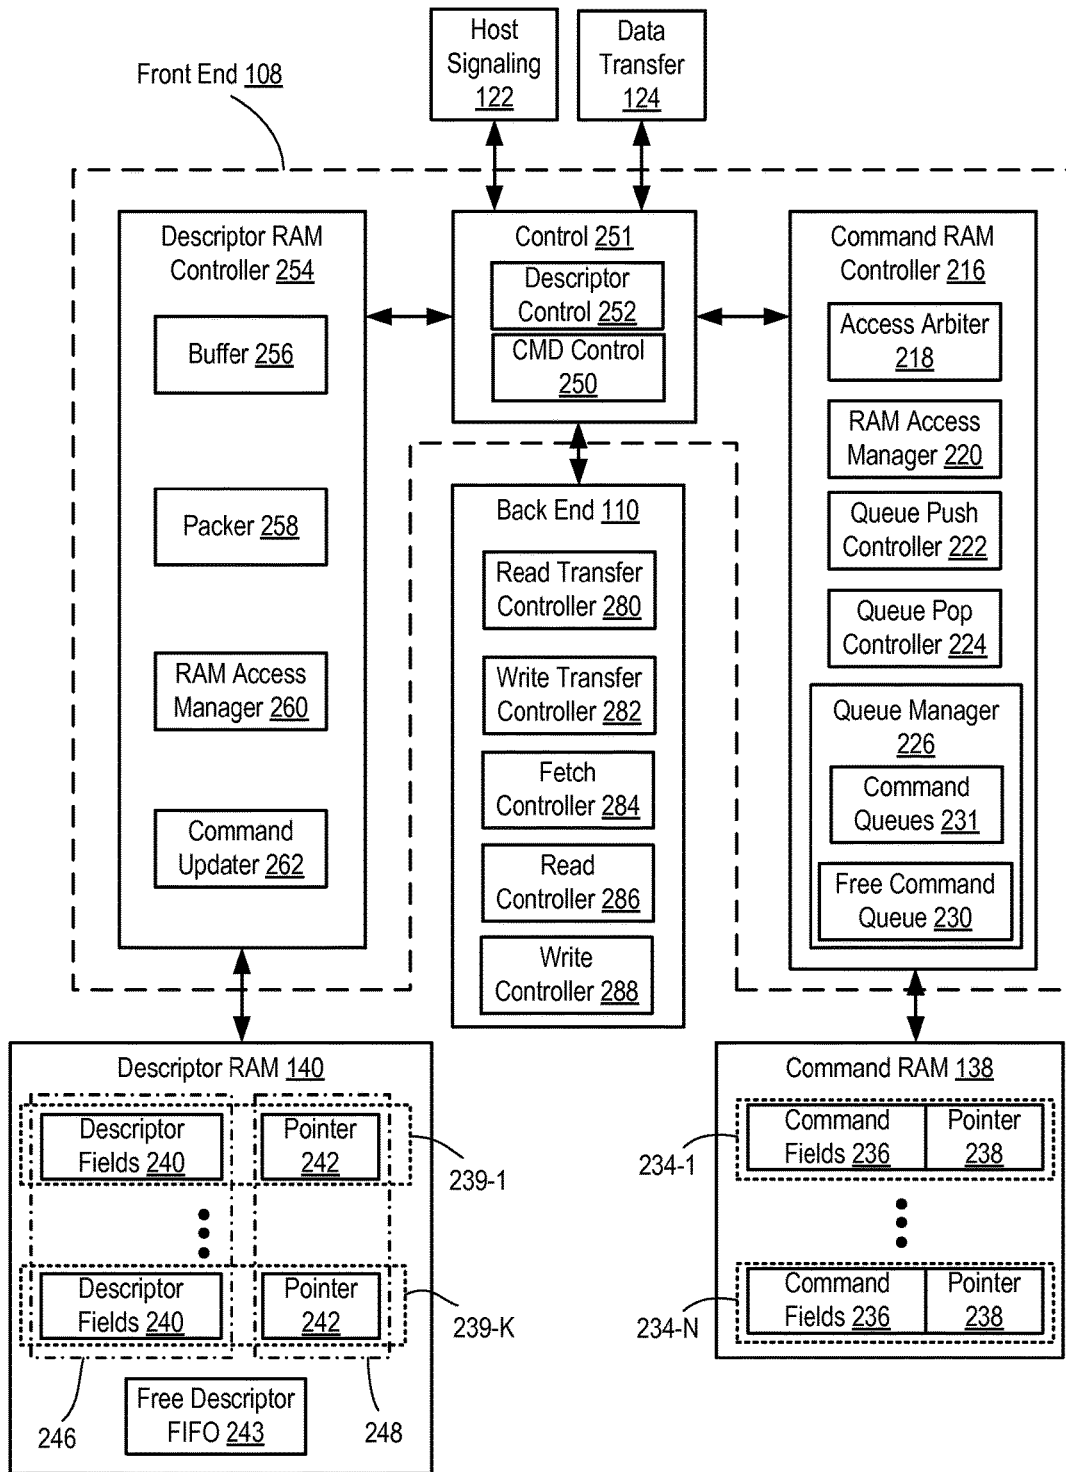 Host
Signaling
122
Data
Transfer
124
Front End 108
Descriptor RAM
Controller 254
Buffer 256
Packer 258
RAM Access
Manager 260
Command
Updater 262
Control 251
Descriptor
Control 252
CMD Control
250
Command RAM
Controller 216
Access Arbiter
218
RAM Access
Manager 220
Queue Push
Controller 222
Queue Pop
Controller 224
Queue Manager
226
Command
Queues 231
Free Command
Queue 230
Back End 110
Read Transfer
Controller 280
Write Transfer
Controller 282
Fetch
Controller 284
Read
Controller 286
Write
Controller 288
Descriptor RAM 140
Descriptor
Fields 240
Pointer
242
239-1
Descriptor
Fields 240
Pointer
242
239-K
Free Descriptor
FIFO 243
246
248
Command RAM 138
234-1
Command
Fields 236
Pointer
238
234-N
Command
Fields 236
Pointer
238